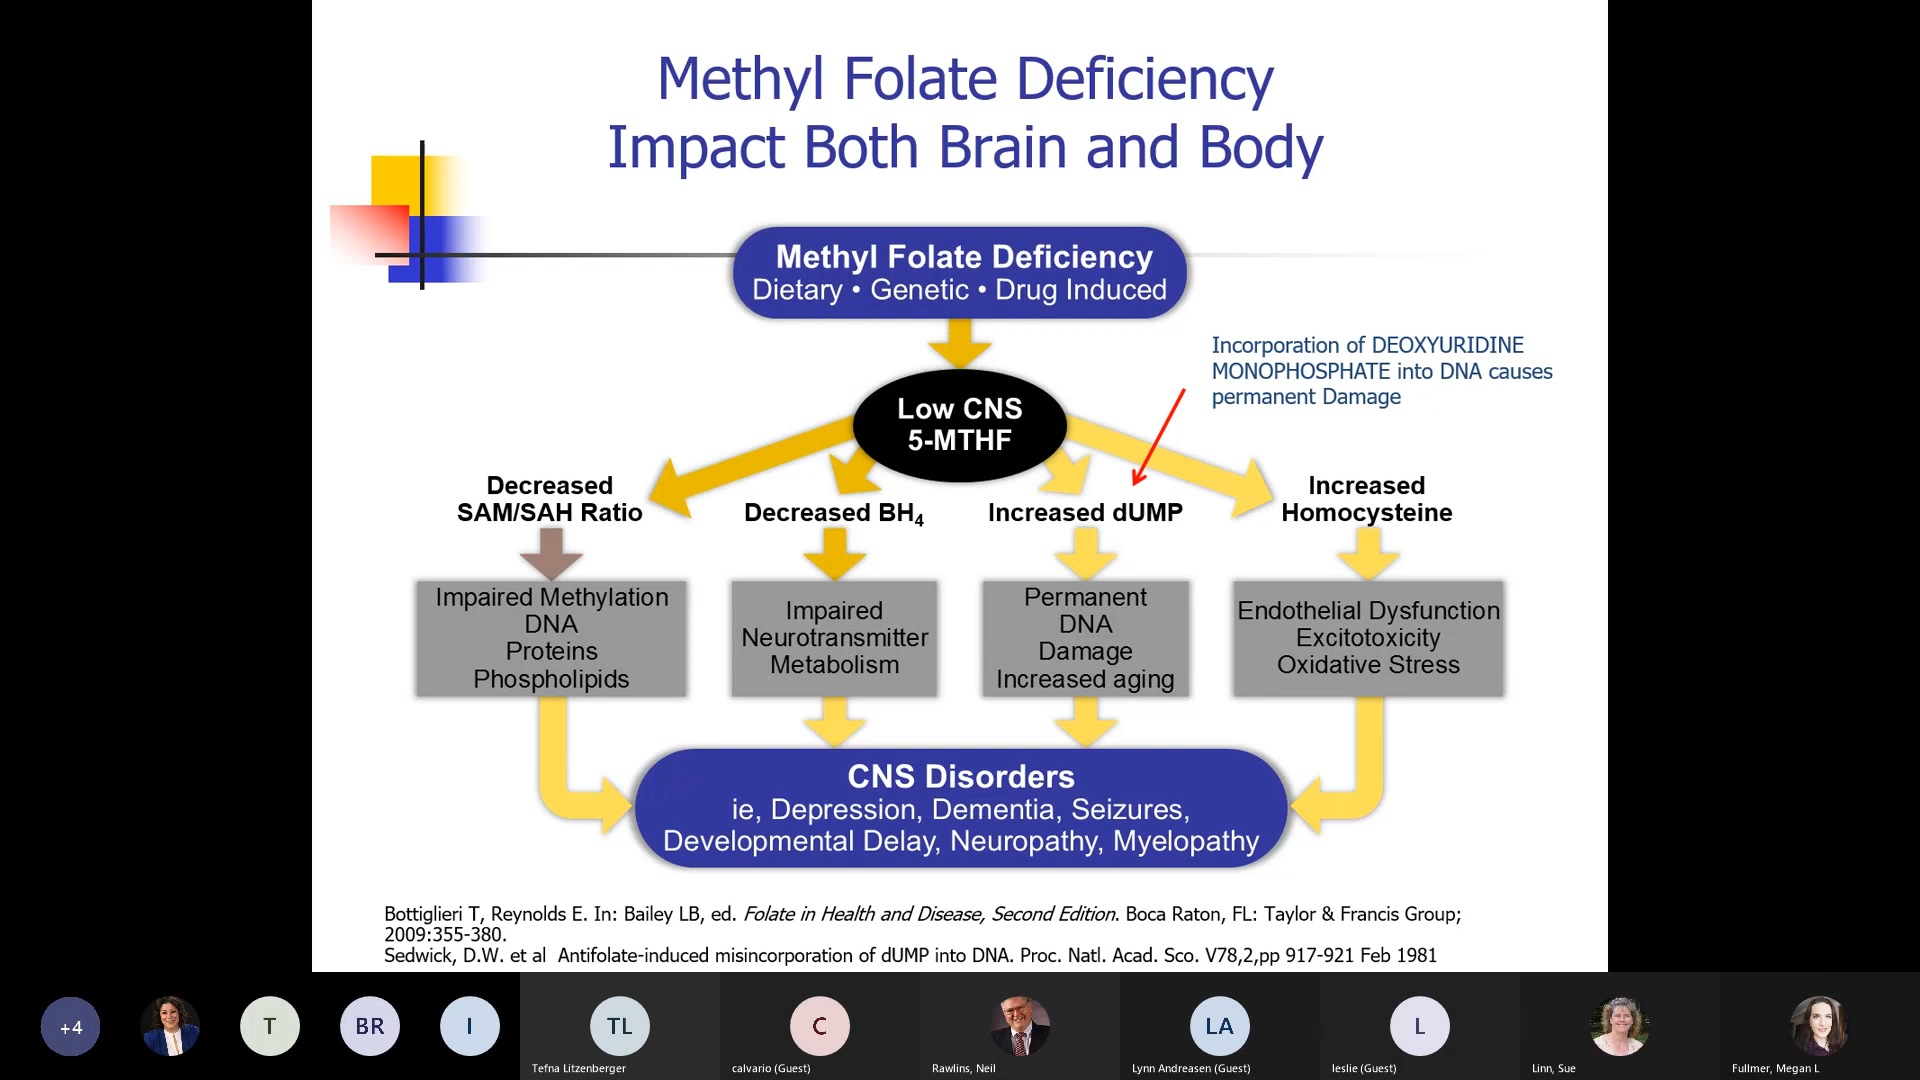 Methyl Folate Deficiency
Impact Both Brain and Body
Methyl Folate Deficiency
Dietary • Genetic • Drug Induced
Incorporation of DEOXYURIDINE
MONOPHOSPHATE into DNA causes
permanent Damage
Low CNS
5-MTHF
Decreased
SAM/SAH Ratio
Decreased BH4
Increased dUMP
Increased
Homocysteine
Impaired Methylation
DNA
Proteins
Phospholipids
Impaired
Neurotransmitter
Metabolism
Permanent
DNA
Damage
Increased aging
Endothelial Dysfunction
Excitotoxicity
Oxidative Stress
CNS Disorders
ie, Depression, Dementia, Seizures,
Developmental Delay, Neuropathy, Myelopathy
Bottiglieri T, Reynolds E. In: Bailey LB, ed. Folate in Health and Disease, Second Edition. Boca Raton, FL: Taylor & Francis Group;
2009:355-380.
Sedwick, D.W. et al Antifolate-induced misincorporation of dUMP into DNA. Proc. Natl. Acad. Sco. V78,2,pp 917-921 Feb 1981
+4
T
BR
I
TL
C
LA
L
Tefna Litzenberger
calvario (Guest)
Rawlins, Neil
Lynn Andreasen (Guest)
leslie (Guest)
Linn, Sue
Fullmer, Megan L